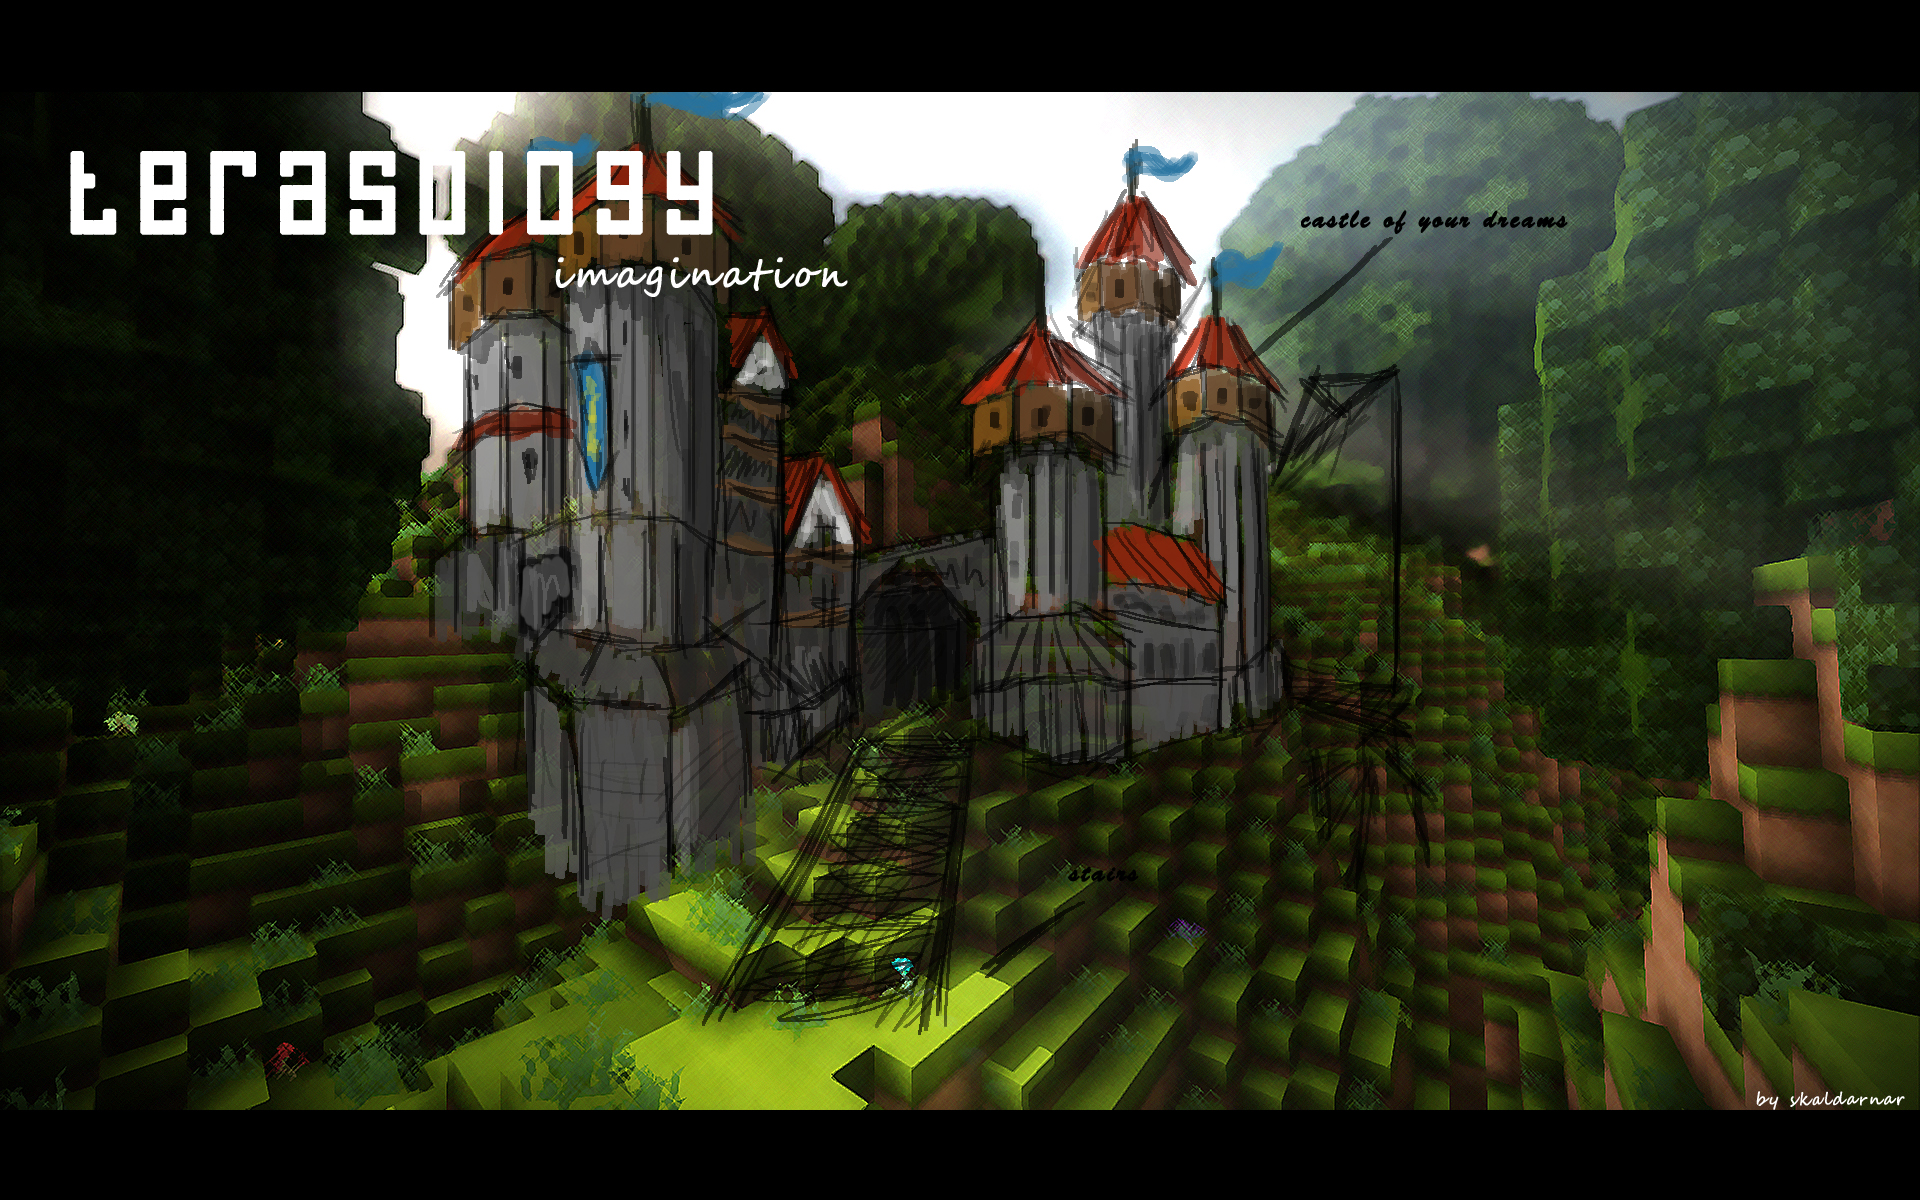 terasology
imagination
castle of your dreams
stairs
by skaldarnar